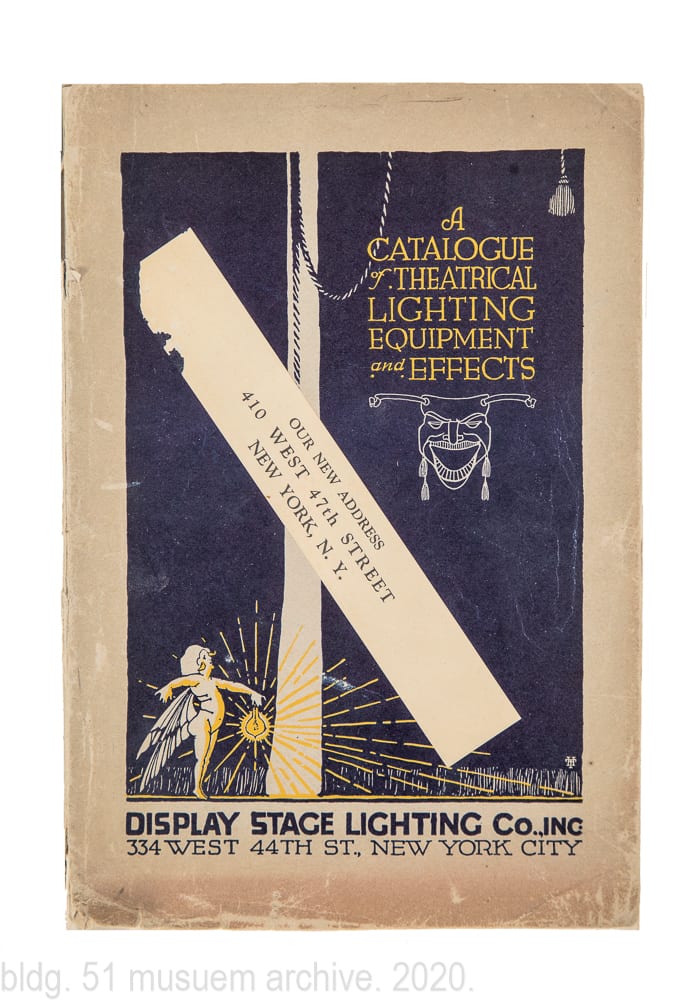 A
CATALOGUE
of THEATRICAL
LIGHTING
EQUIPMENT
and EFFECTS
OUR NEW ADDRESS
410 WEST 47th STREET
NEW YORK, N. Y.
DISPLAY STAGE LIGHTING CO., INC
334 WEST 44TH ST., NEW YORK CITY
bldg. 51 musuem archive. 2020.